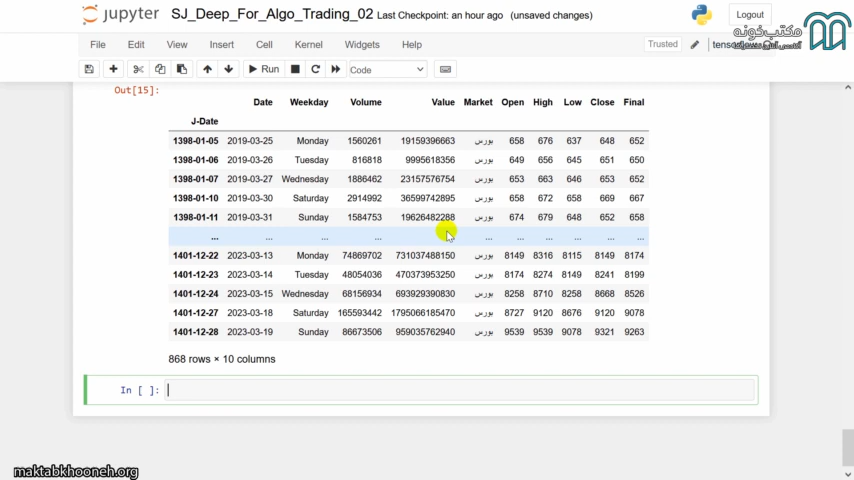 jupyter SJ_Deep_For_Algo_Trading_02 Last Checkpoint: an hour ago (unsaved changes) Logout
مکتب‌خونه
File Edit View Insert Cell Kernel Widgets Help Trusted
Run Code
Out[15]:
Date Weekday Volume Value Market Open High Low Close Final
J-Date
1398-01-05 2019-03-25 Monday 1560261 19159396663 بورس 658 676 637 648 652
1398-01-06 2019-03-26 Tuesday 816818 9995618356 بورس 649 656 645 651 650
1398-01-07 2019-03-27 Wednesday 1886462 23157576754 بورس 653 663 646 653 652
1398-01-10 2019-03-30 Saturday 2914992 36599742895 بورس 658 672 658 669 667
1398-01-11 2019-03-31 Sunday 1584753 19626482288 بورس 674 679 648 652 658
... ... ... ... ... ... ... ... ... ...
1401-12-22 2023-03-13 Monday 74869702 731037488150 بورس 8149 8316 8115 8149 8174
1401-12-23 2023-03-14 Tuesday 48054036 470373953250 بورس 8174 8274 8149 8241 8199
1401-12-24 2023-03-15 Wednesday 68156934 693929390830 بورس 8258 8710 8258 8668 8526
1401-12-27 2023-03-18 Saturday 165593442 1795066185470 بورس 8727 9120 8676 9120 9078
1401-12-28 2023-03-19 Sunday 86673506 959035762940 بورس 9539 9539 9078 9321 9263
868 rows × 10 columns
In [ ]:
maktabkhooneh.org